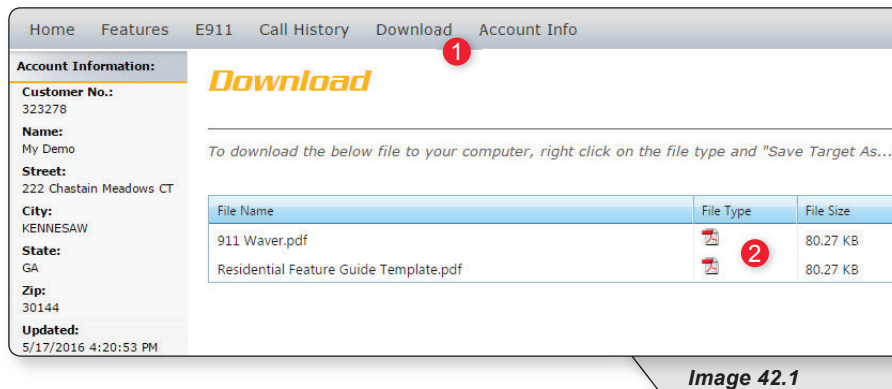 Home Features E911 Call History Download Account Info
1
Account Information:
Customer No.:
323278
Name:
My Demo
Street:
222 Chastain Meadows CT
City:
KENNESAW
State:
GA
Zip:
30144
Updated:
5/17/2016 4:20:53 PM
Download
To download the below file to your computer, right click on the file type and "Save Target As...
File Name File Type File Size
911 Waver.pdf 80.27 KB
2
Residential Feature Guide Template.pdf 80.27 KB
Image 42.1